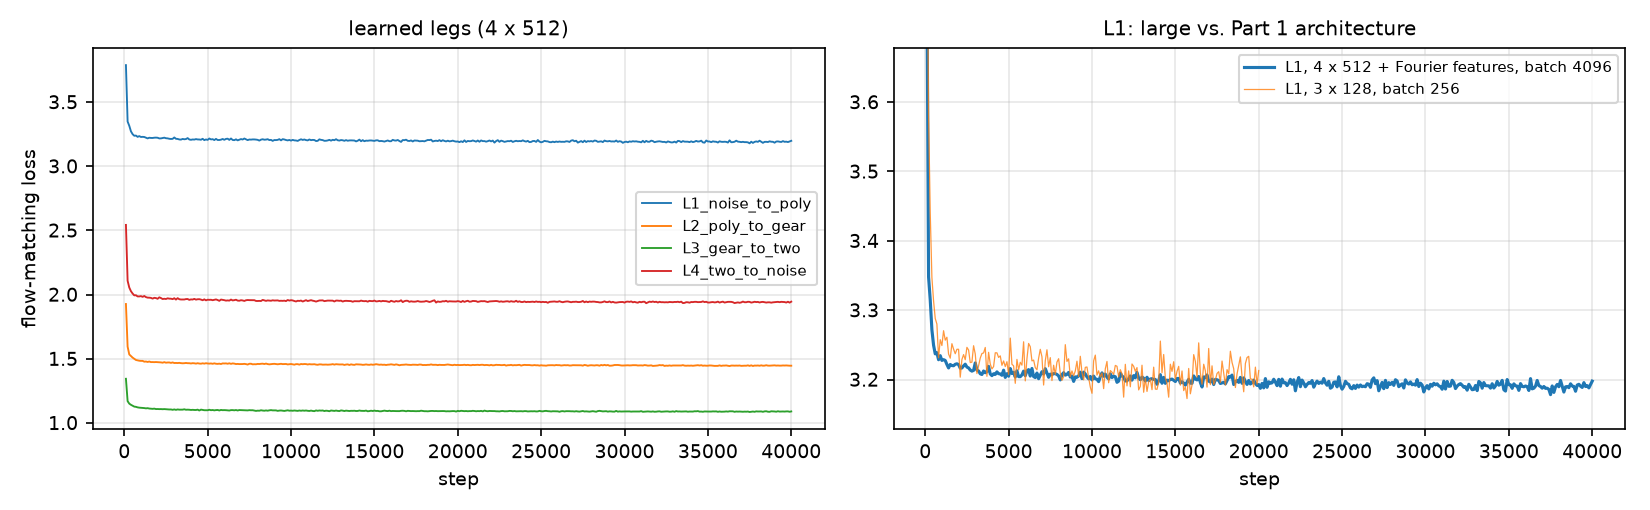 learned legs (4 x 512)
flow-matching loss
3.5
3.0
2.5
2.0
1.5
1.0
L1_noise_to_poly
L2_poly_to_gear
L3_gear_to_two
L4_two_to_noise
0 5000 10000 15000 20000 25000 30000 35000 40000
step
L1: large vs. Part 1 architecture
3.6
3.5
3.4
3.3
3.2
L1, 4 x 512 + Fourier features, batch 4096
L1, 3 x 128, batch 256
0 5000 10000 15000 20000 25000 30000 35000 40000
step